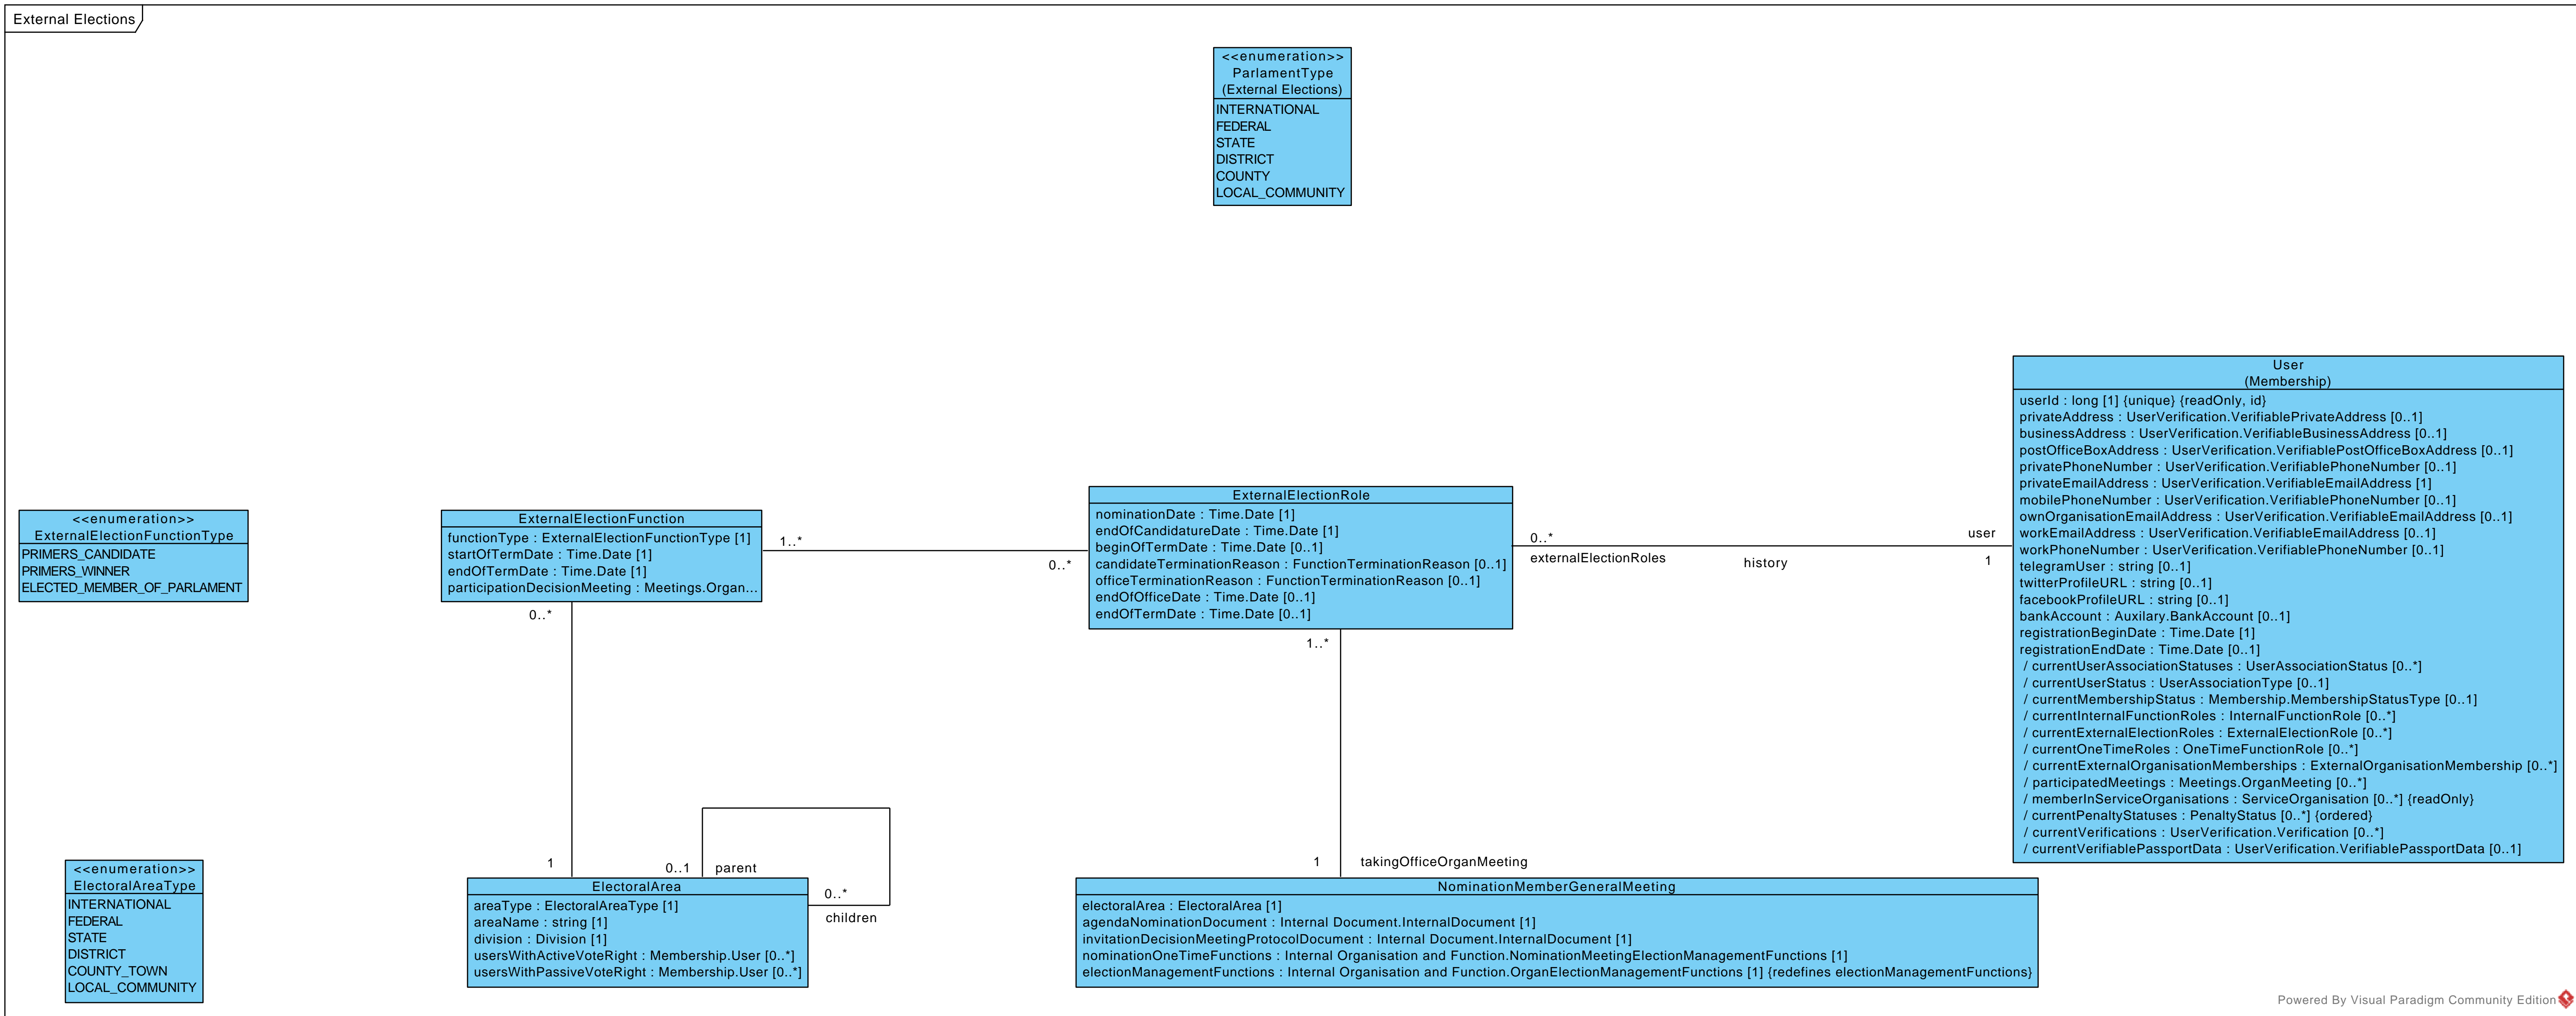 External Elections
<<enumeration>>
ParlamentType
(External Elections)
INTERNATIONAL
FEDERAL
STATE
DISTRICT
COUNTY
LOCAL_COMMUNITY
User
(Membership)
userId : long [1] {unique} {readOnly, id}
privateAddress : UserVerification.VerifiablePrivateAddress [0..1]
businessAddress : UserVerification.VerifiableBusinessAddress [0..1]
postOfficeBoxAddress : UserVerification.VerifiablePostOfficeBoxAddress [0..1]
privatePhoneNumber : UserVerification.VerifiablePhoneNumber [0..1]
privateEmailAddress : UserVerification.VerifiableEmailAddress [1]
mobilePhoneNumber : UserVerification.VerifiablePhoneNumber [0..1]
ownOrganisationEmailAddress : UserVerification.VerifiableEmailAddress [0..1]
workEmailAddress : UserVerification.VerifiableEmailAddress [0..1]
workPhoneNumber : UserVerification.VerifiablePhoneNumber [0..1]
telegramUser : string [0..1]
twitterProfileURL : string [0..1]
facebookProfileURL : string [0..1]
bankAccount : Auxilary.BankAccount [0..1]
registrationBeginDate : Time.Date [1]
registrationEndDate : Time.Date [0..1]
/ currentUserAssociationStatuses : UserAssociationStatus [0..*]
/ currentUserStatus : UserAssociationType [0..1]
/ currentMembershipStatus : Membership.MembershipStatusType [0..1]
/ currentInternalFunctionRoles : InternalFunctionRole [0..*]
/ currentExternalElectionRoles : ExternalElectionRole [0..*]
/ currentOneTimeRoles : OneTimeFunctionRole [0..*]
/ currentExternalOrganisationMemberships : ExternalOrganisationMembership [0..*]
/ participatedMeetings : Meetings.OrganMeeting [0..*]
/ memberInServiceOrganisations : ServiceOrganisation [0..*] {readOnly}
/ currentPenaltyStatuses : PenaltyStatus [0..*] {ordered}
/ currentVerifications : UserVerification.Verification [0..*]
/ currentVerifiablePassportData : UserVerification.VerifiablePassportData [0..1]
<<enumeration>>
ExternalElectionFunctionType
PRIMERS_CANDIDATE
PRIMERS_WINNER
ELECTED_MEMBER_OF_PARLAMENT
ExternalElectionFunction
functionType : ExternalElectionFunctionType [1]
startOfTermDate : Time.Date [1]
endOfTermDate : Time.Date [1]
participationDecisionMeeting : Meetings.Organ...
1..*
0..*
ExternalElectionRole
nominationDate : Time.Date [1]
endOfCandidatureDate : Time.Date [1]
beginOfTermDate : Time.Date [0..1]
candidateTerminationReason : FunctionTerminationReason [0..1]
officeTerminationReason : FunctionTerminationReason [0..1]
endOfOfficeDate : Time.Date [0..1]
endOfTermDate : Time.Date [0..1]
0..*
externalElectionRoles
history
user
1
0..*
1..*
1
0..1
parent
0..*
children
1
takingOfficeOrganMeeting
<<enumeration>>
ElectoralAreaType
INTERNATIONAL
FEDERAL
STATE
DISTRICT
COUNTY_TOWN
LOCAL_COMMUNITY
ElectoralArea
areaType : ElectoralAreaType [1]
areaName : string [1]
division : Division [1]
usersWithActiveVoteRight : Membership.User [0..*]
usersWithPassiveVoteRight : Membership.User [0..*]
NominationMemberGeneralMeeting
electoralArea : ElectoralArea [1]
agendaNominationDocument : Internal Document.InternalDocument [1]
invitationDecisionMeetingProtocolDocument : Internal Document.InternalDocument [1]
nominationOneTimeFunctions : Internal Organisation and Function.NominationMeetingElectionManagementFunctions [1]
electionManagementFunctions : Internal Organisation and Function.OrganElectionManagementFunctions [1] {redefines electionManagementFunctions}
Powered By Visual Paradigm Community Edition